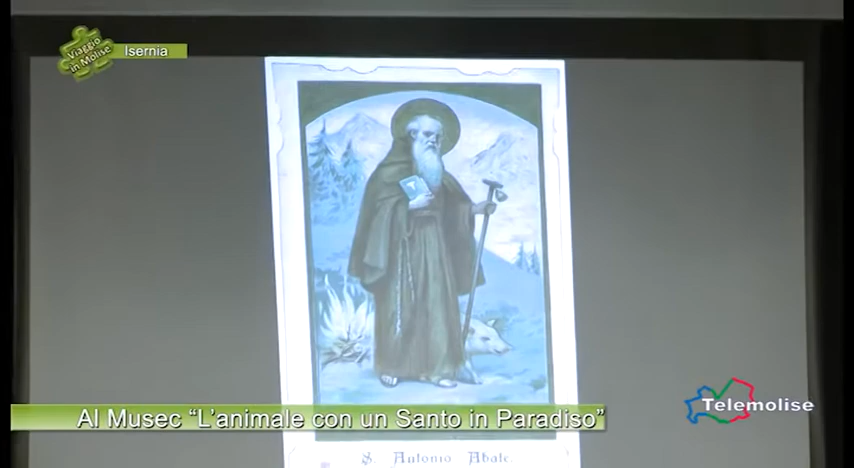 Viaggio
in Molise
Isernia
Al Musec “L’animale con un Santo in Paradiso”
Telemolise
S. Antonio Abate.